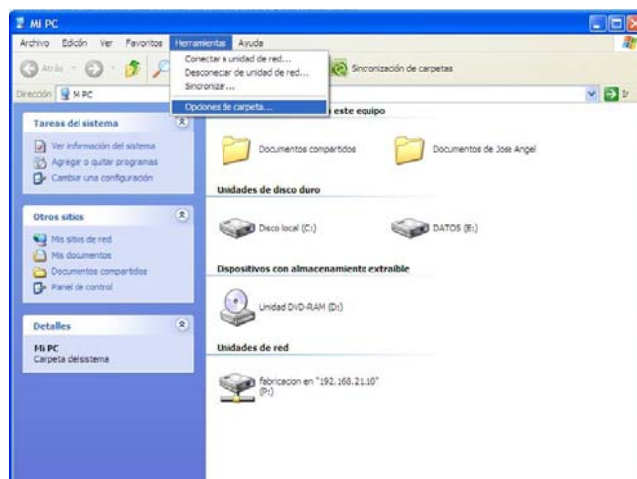 Mi PC
Archivo Edición Ver Favoritos Herramientas Ayuda
Conectar a unidad de red...
Desconecar de unidad de red...
Sincronizar...
Opciones de carpeta...
Atrás
Sincronización de carpetas
Dirección Mi PC
Ir
este equipo
Tareas del sistema
Ver información del sistema
Agregar o quitar programas
Cambiar una configuración
Otros sitios
Mis sitios de red
Mis documentos
Documentos compartidos
Panel de control
Detalles
Mi PC
Carpeta del sistema
Documentos compartidos
Documentos de Jose Angel
Unidades de disco duro
Disco local (C:)
DATOS (E:)
Dispositivos con almacenamiento extraíble
Unidad DVD-RAM (D:)
Unidades de red
fabricacion en "192.168.21.10"
(P:)